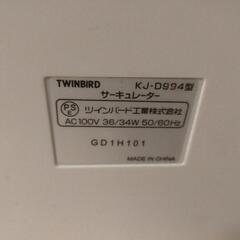 TWINBIRD KJ-D994型
サーキュレーター
PS
E
ツインバード工業株式会社
AC100V 36/34W 50/60Hz
GD1H101
MADE IN CHINA